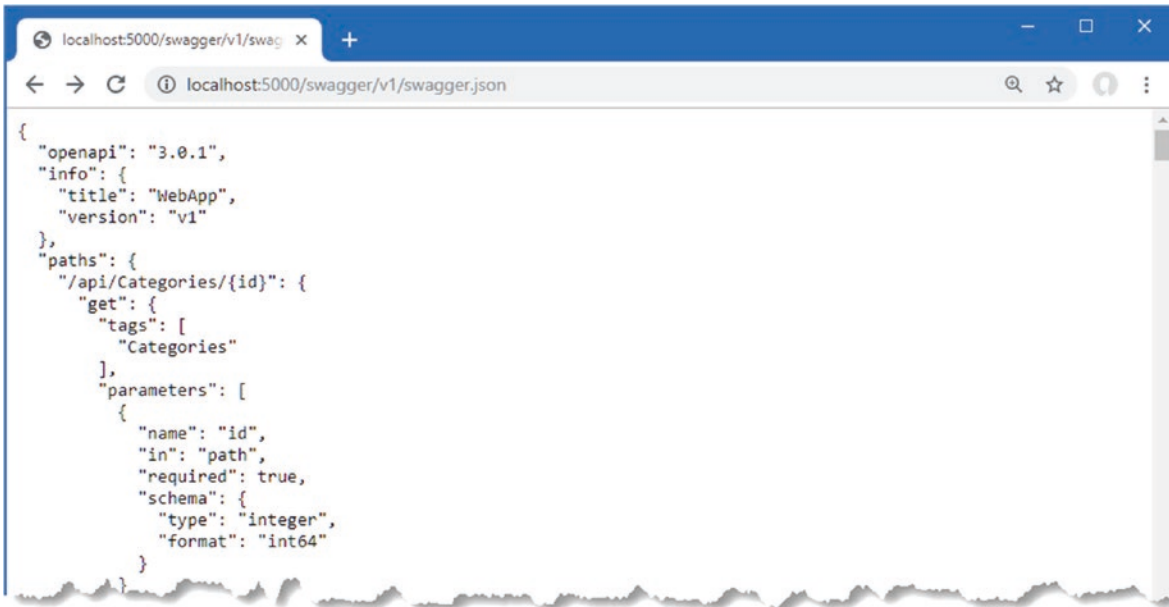 localhost:5000/swagger/v1/swag
localhost:5000/swagger/v1/swagger.json
{
  "openapi": "3.0.1",
  "info": {
    "title": "WebApp",
    "version": "v1"
  },
  "paths": {
    "/api/Categories/{id}": {
      "get": {
        "tags": [
          "Categories"
        ],
        "parameters": [
          {
            "name": "id",
            "in": "path",
            "required": true,
            "schema": {
              "type": "integer",
              "format": "int64"
            }
          }